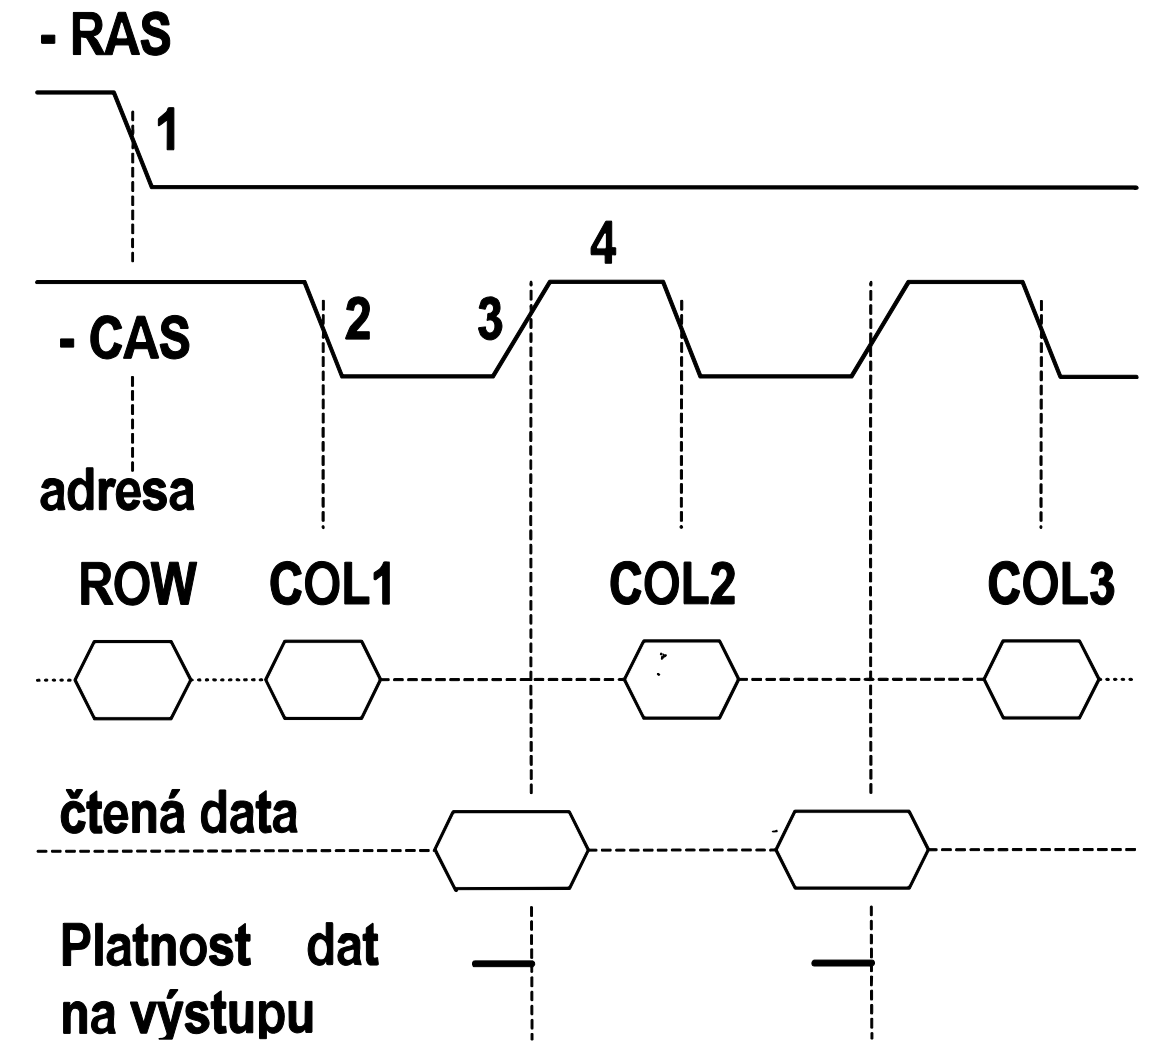 - RAS
1
4
2
3
- CAS
adresa
ROW COL1 COL2 COL3
čtená data
Platnost dat
na výstupu